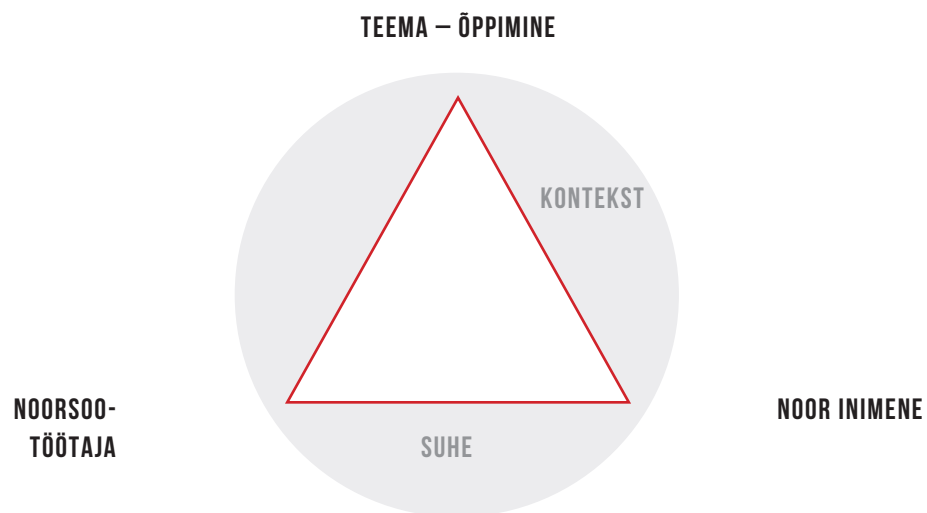 TEEMA – ÕPPIMINE
KONTEKST
NOORSOO-
TÖÖTAJA
NOOR INIMENE
SUHE